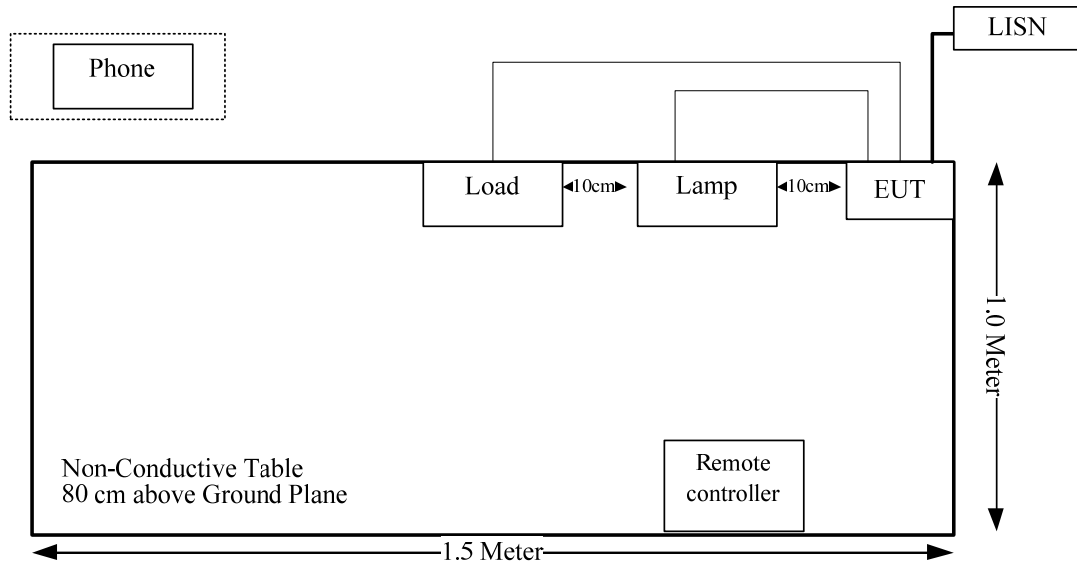 LISN
Phone
Load
10cm
Lamp
10cm
EUT
1.0 Meter
Non-Conductive Table
80 cm above Ground Plane
Remote
controller
1.5 Meter